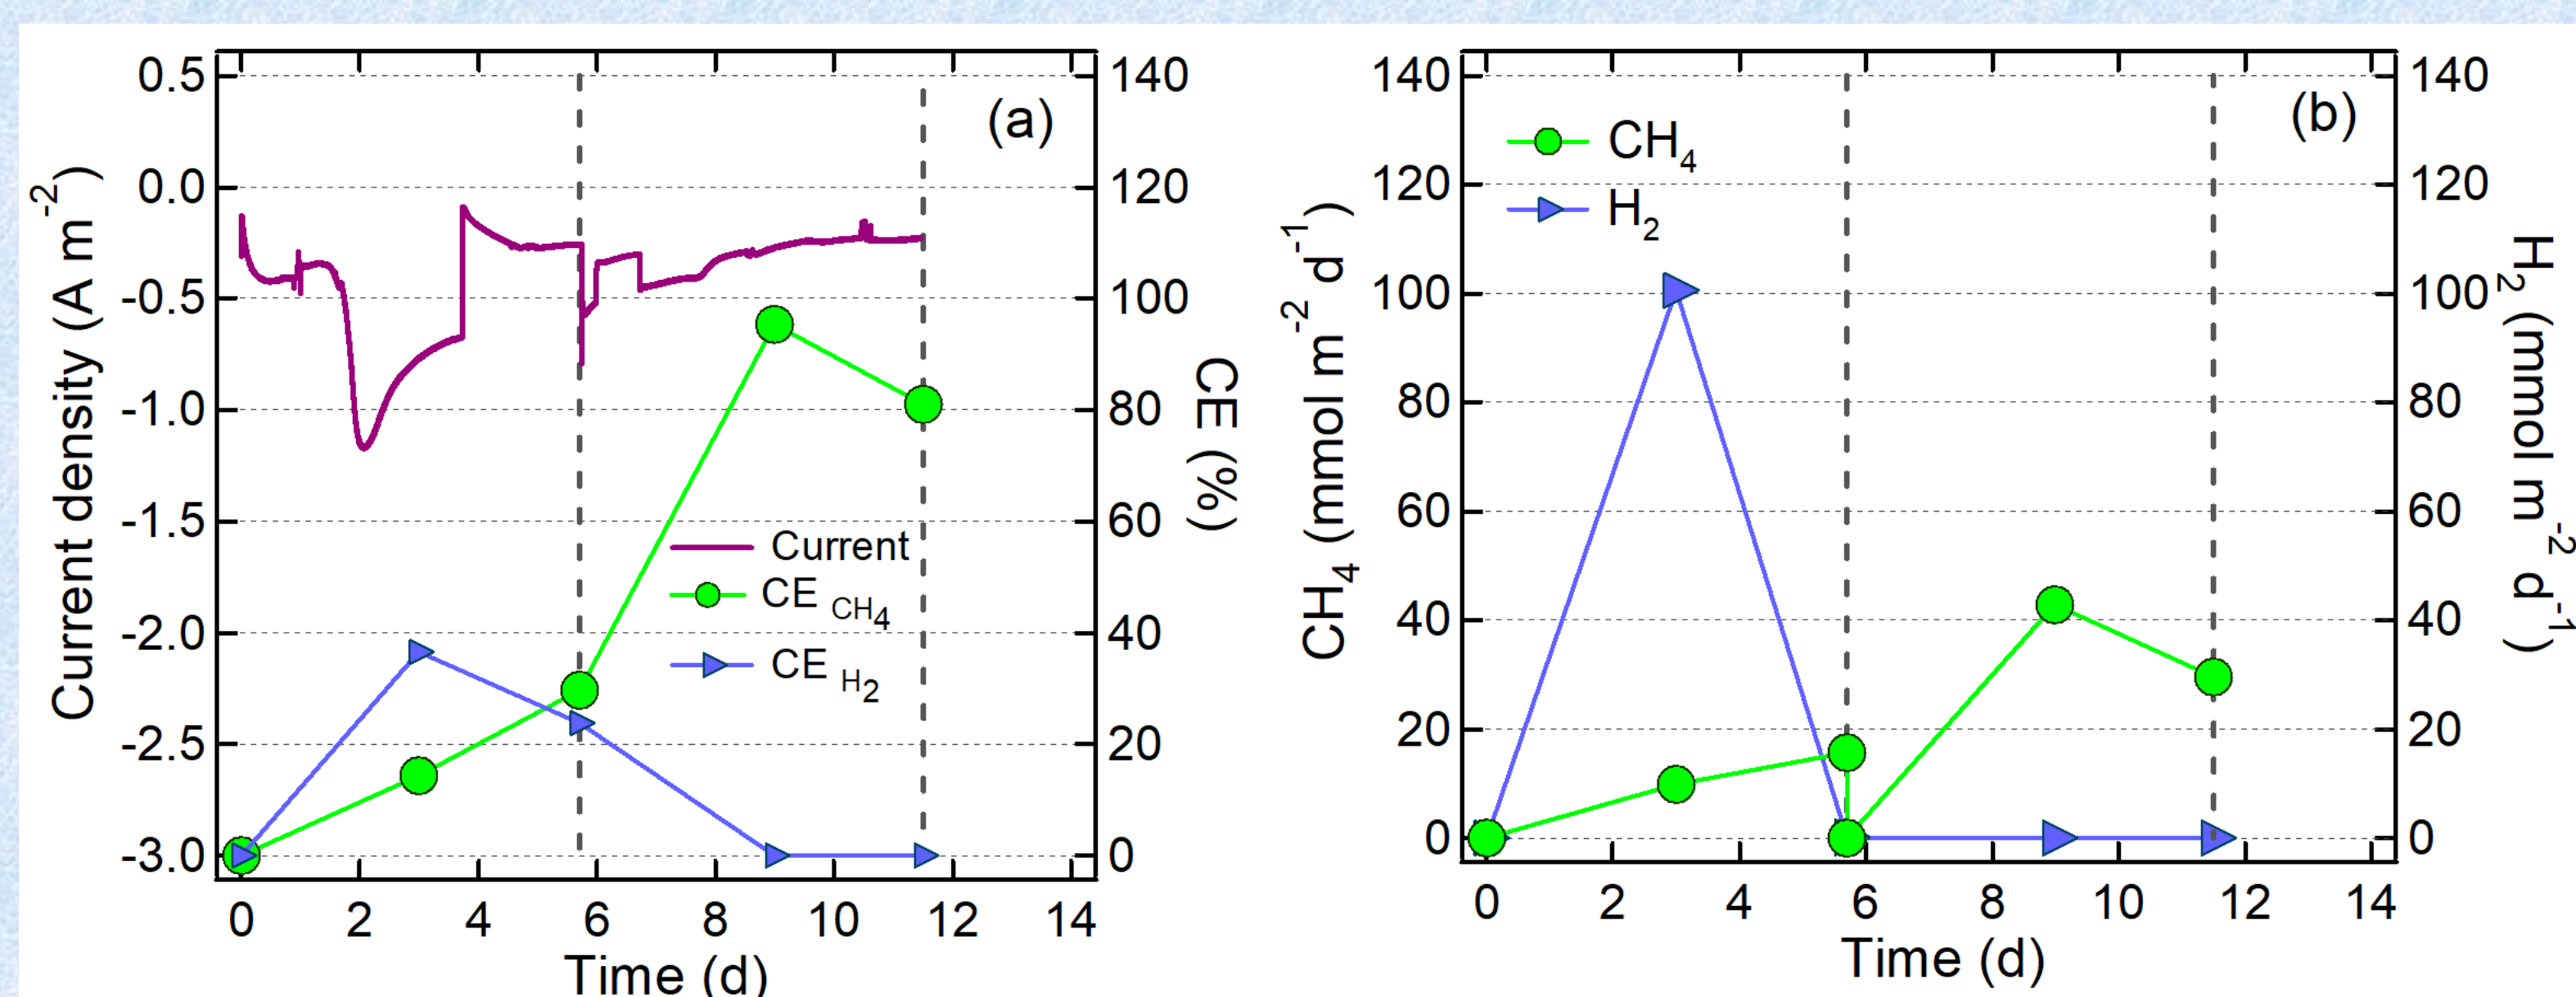 (a)
0.5
0.0
-0.5
-1.0
-1.5
-2.0
-2.5
-3.0
Current density (A m⁻²)
140
120
100
80
60
40
20
0
CE (%)
Current
CE CH₄
CE H₂
0 2 4 6 8 10 12 14
Time (d)
(b)
140
120
100
80
60
40
20
0
CH₄ (mmol m⁻² d⁻¹)
CH₄
H₂
140
120
100
80
60
40
20
0
H₂ (mmol m⁻² d⁻¹)
0 2 4 6 8 10 12 14
Time (d)